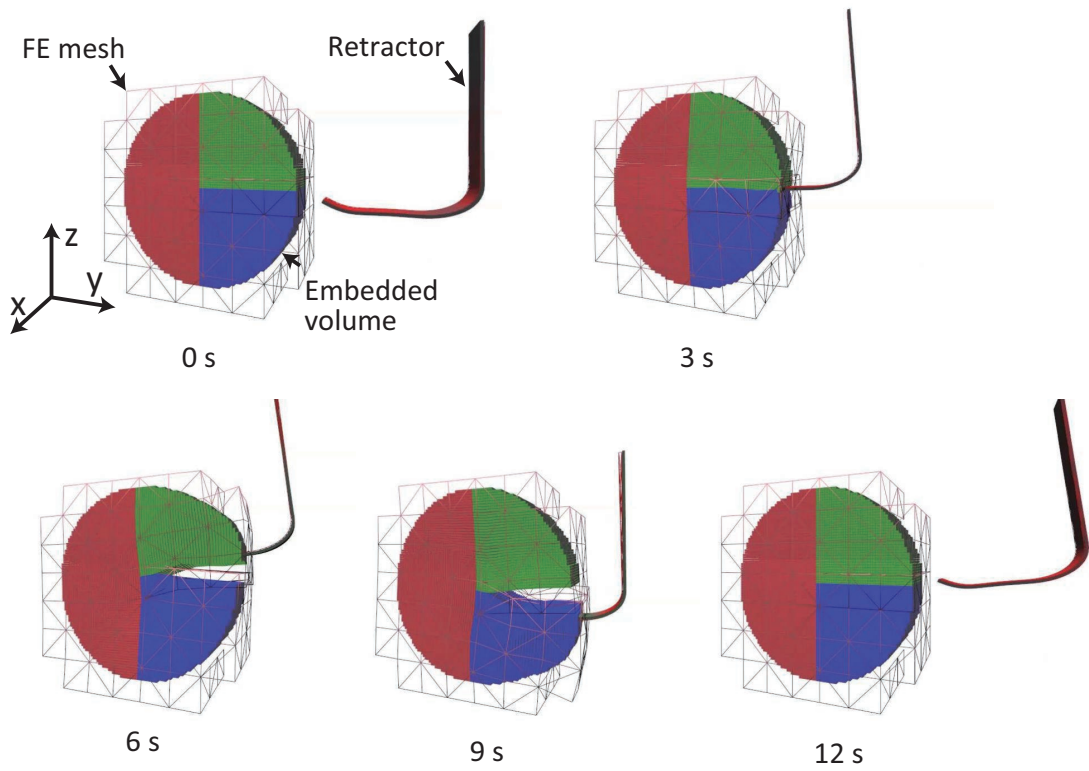 FE mesh
Retractor
z
y
x
Embedded
volume
0 s
3 s
6 s
9 s
12 s